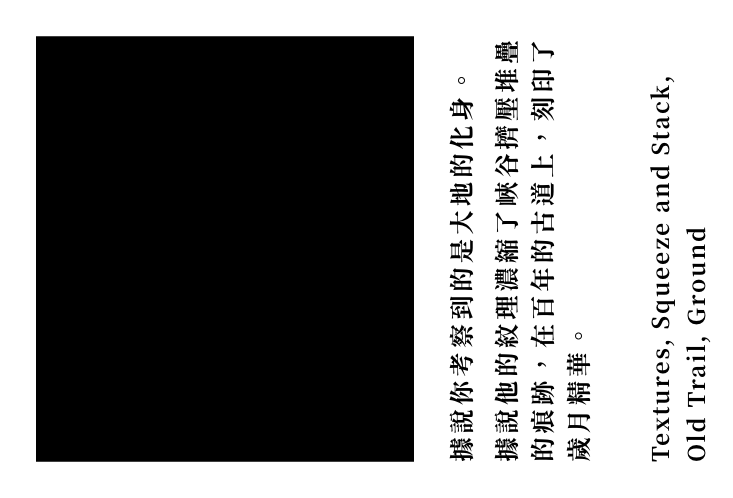 據說你考察到的是大地的化身。
據說他的紋理濃縮了峽谷擠壓堆疊
的痕跡，在百年的古道上，刻印了
歲月精華。
Textures, Squeeze and Stack,
Old Trail, Ground